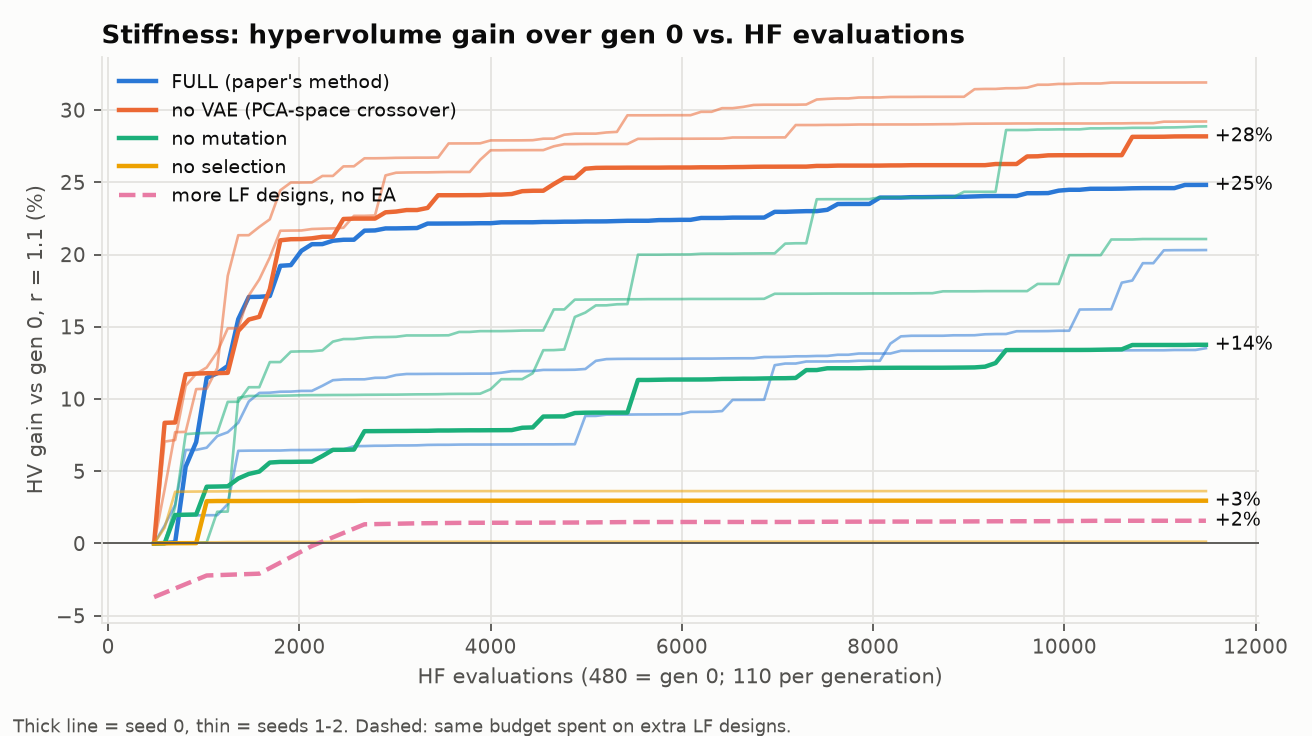 Stiffness: hypervolume gain over gen 0 vs. HF evaluations
FULL (paper's method)
no VAE (PCA-space crossover)
no mutation
no selection
more LF designs, no EA
HV gain vs gen 0, r = 1.1 (%)
30
25
20
15
10
5
0
−5
+28%
+25%
+14%
+3%
+2%
0
2000
4000
6000
8000
10000
12000
HF evaluations (480 = gen 0; 110 per generation)
Thick line = seed 0, thin = seeds 1-2. Dashed: same budget spent on extra LF designs.